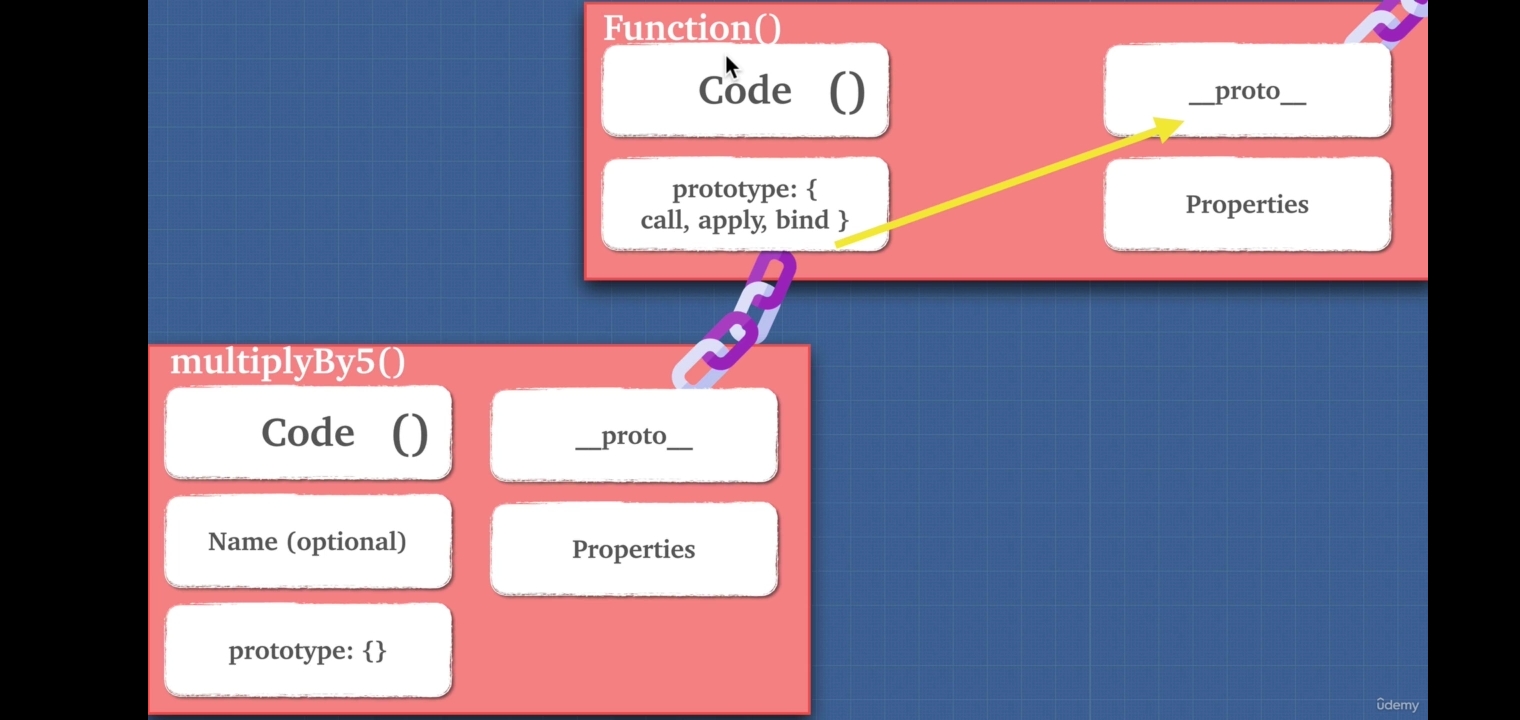 Function()
Code ()
__proto__
prototype: {
call, apply, bind }
Properties
multiplyBy5()
Code ()
__proto__
Name (optional)
Properties
prototype: {}
ûdemy